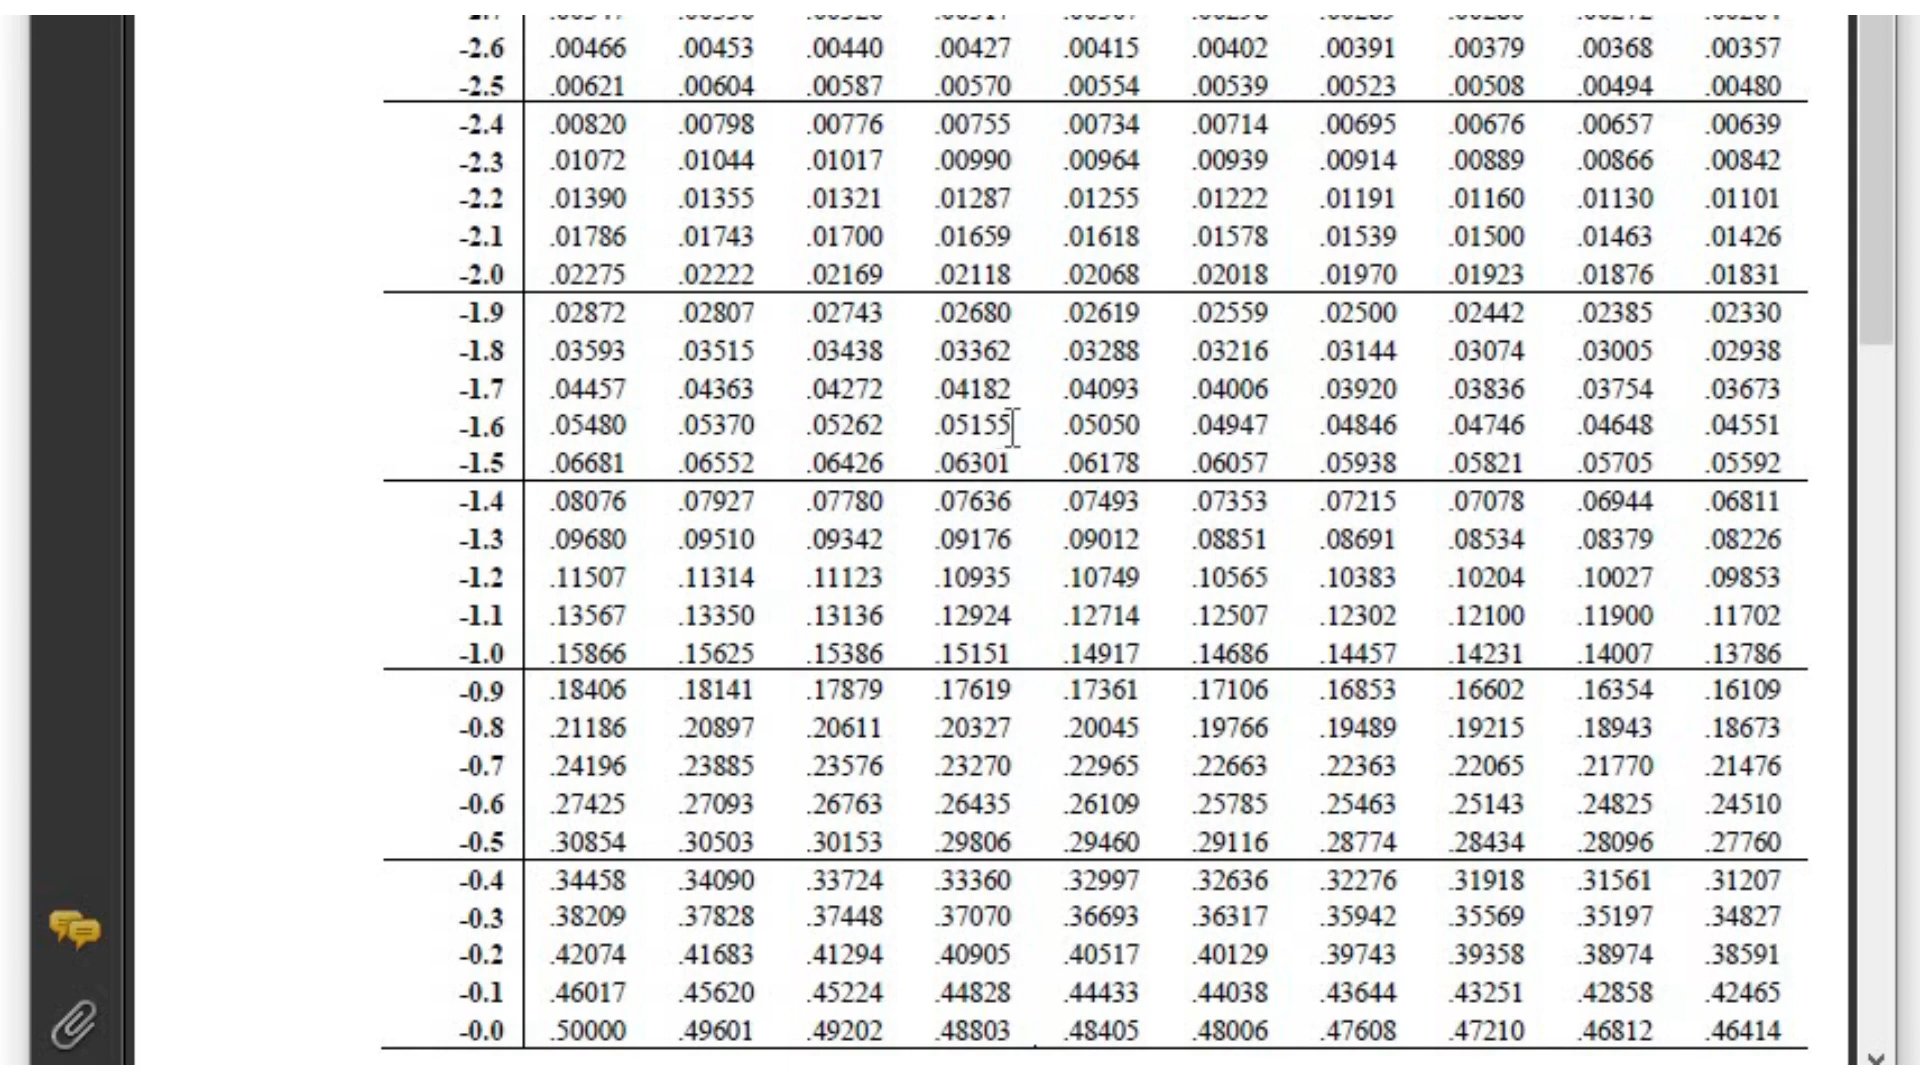 -2.6 .00466 .00453 .00440 .00427 .00415 .00402 .00391 .00379 .00368 .00357
-2.5 .00621 .00604 .00587 .00570 .00554 .00539 .00523 .00508 .00494 .00480
-2.4 .00820 .00798 .00776 .00755 .00734 .00714 .00695 .00676 .00657 .00639
-2.3 .01072 .01044 .01017 .00990 .00964 .00939 .00914 .00889 .00866 .00842
-2.2 .01390 .01355 .01321 .01287 .01255 .01222 .01191 .01160 .01130 .01101
-2.1 .01786 .01743 .01700 .01659 .01618 .01578 .01539 .01500 .01463 .01426
-2.0 .02275 .02222 .02169 .02118 .02068 .02018 .01970 .01923 .01876 .01831
-1.9 .02872 .02807 .02743 .02680 .02619 .02559 .02500 .02442 .02385 .02330
-1.8 .03593 .03515 .03438 .03362 .03288 .03216 .03144 .03074 .03005 .02938
-1.7 .04457 .04363 .04272 .04182 .04093 .04006 .03920 .03836 .03754 .03673
-1.6 .05480 .05370 .05262 .05155 .05050 .04947 .04846 .04746 .04648 .04551
-1.5 .06681 .06552 .06426 .06301 .06178 .06057 .05938 .05821 .05705 .05592
-1.4 .08076 .07927 .07780 .07636 .07493 .07353 .07215 .07078 .06944 .06811
-1.3 .09680 .09510 .09342 .09176 .09012 .08851 .08691 .08534 .08379 .08226
-1.2 .11507 .11314 .11123 .10935 .10749 .10565 .10383 .10204 .10027 .09853
-1.1 .13567 .13350 .13136 .12924 .12714 .12507 .12302 .12100 .11900 .11702
-1.0 .15866 .15625 .15386 .15151 .14917 .14686 .14457 .14231 .14007 .13786
-0.9 .18406 .18141 .17879 .17619 .17361 .17106 .16853 .16602 .16354 .16109
-0.8 .21186 .20897 .20611 .20327 .20045 .19766 .19489 .19215 .18943 .18673
-0.7 .24196 .23885 .23576 .23270 .22965 .22663 .22363 .22065 .21770 .21476
-0.6 .27425 .27093 .26763 .26435 .26109 .25785 .25463 .25143 .24825 .24510
-0.5 .30854 .30503 .30153 .29806 .29460 .29116 .28774 .28434 .28096 .27760
-0.4 .34458 .34090 .33724 .33360 .32997 .32636 .32276 .31918 .31561 .31207
-0.3 .38209 .37828 .37448 .37070 .36693 .36317 .35942 .35569 .35197 .34827
-0.2 .42074 .41683 .41294 .40905 .40517 .40129 .39743 .39358 .38974 .38591
-0.1 .46017 .45620 .45224 .44828 .44433 .44038 .43644 .43251 .42858 .42465
-0.0 .50000 .49601 .49202 .48803 .48405 .48006 .47608 .47210 .46812 .46414